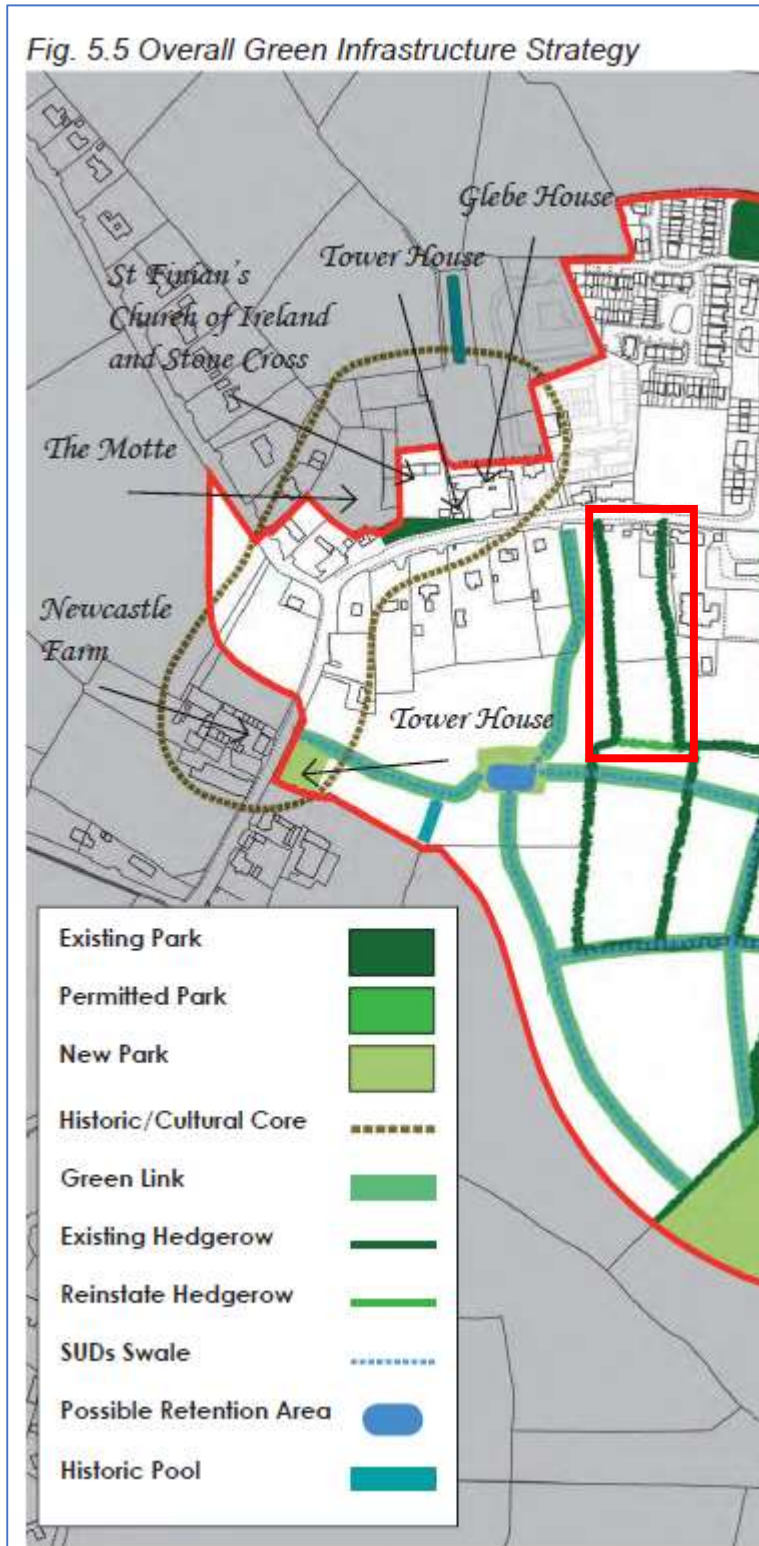 Fig. 5.5 Overall Green Infrastructure Strategy
Glebe House
Tower House
St Finian's
Church of Ireland
and Stone Cross
The Motte
Newcastle
Farm
Tower House
Existing Park
Permitted Park
New Park
Historic/Cultural Core
Green Link
Existing Hedgerow
Reinstate Hedgerow
SUDs Swale
Possible Retention Area
Historic Pool